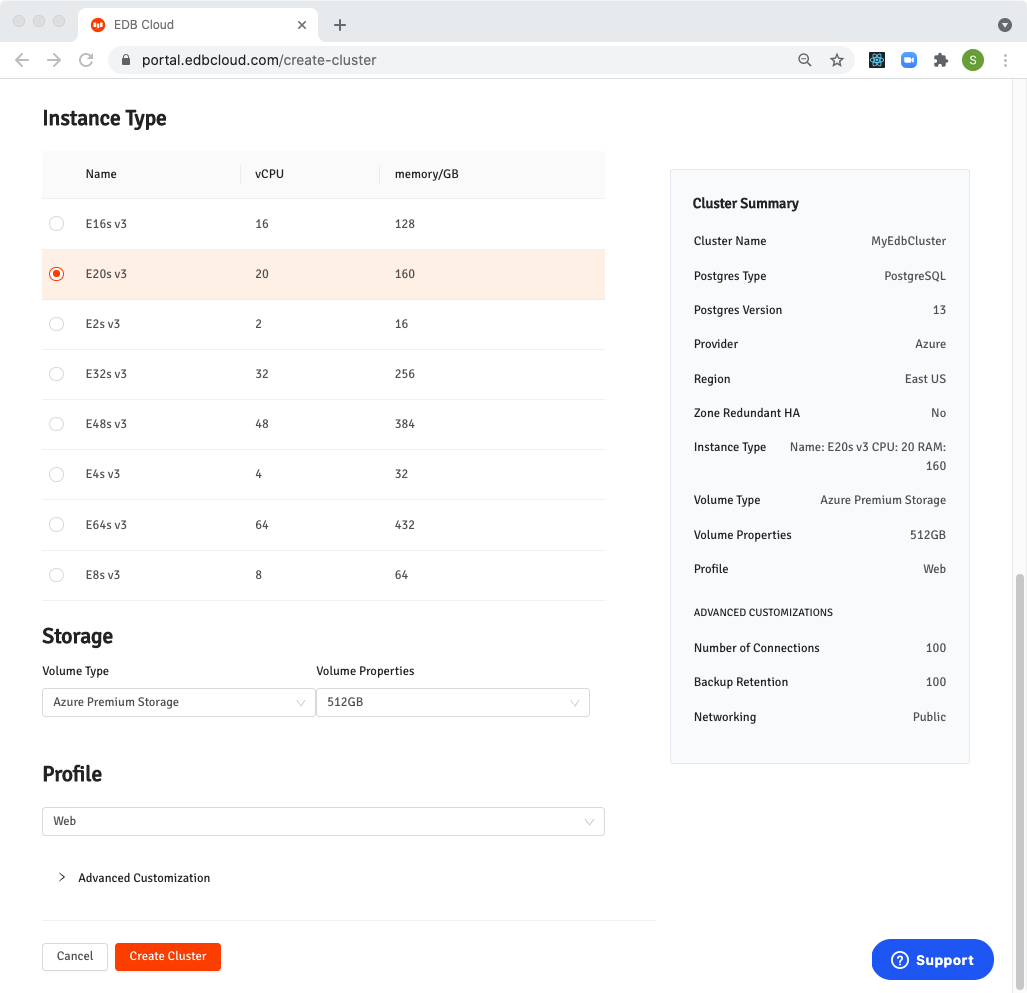 EDB Cloud
portal.edbcloud.com/create-cluster
S
Instance Type
Name vCPU memory/GB
E16s v3 16 128
E20s v3 20 160
E2s v3 2 16
E32s v3 32 256
E48s v3 48 384
E4s v3 4 32
E64s v3 64 432
E8s v3 8 64
Storage
Volume Type Volume Properties
Azure Premium Storage 512GB
Profile
Web
Advanced Customization
Cancel Create Cluster
Cluster Summary
Cluster Name MyEdbCluster
Postgres Type PostgreSQL
Postgres Version 13
Provider Azure
Region East US
Zone Redundant HA No
Instance Type Name: E20s v3 CPU: 20 RAM:
160
Volume Type Azure Premium Storage
Volume Properties 512GB
Profile Web
ADVANCED CUSTOMIZATIONS
Number of Connections 100
Backup Retention 100
Networking Public
? Support